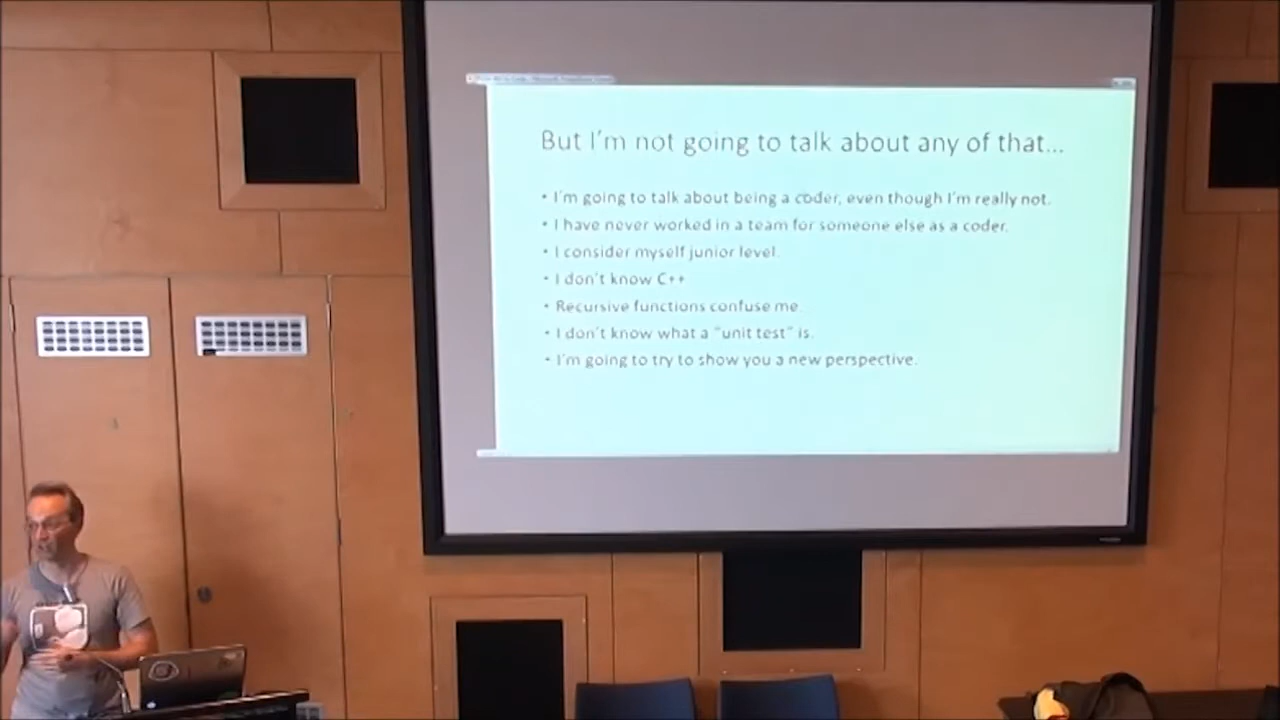 But I'm not going to talk about any of that...
• I'm going to talk about being a coder, even though I'm really not.
• I have never worked in a team for someone else as a coder.
• I consider myself junior level.
• I don't know C++
• Recursive functions confuse me.
• I don't know what a "unit test" is.
• I'm going to try to show you a new perspective.